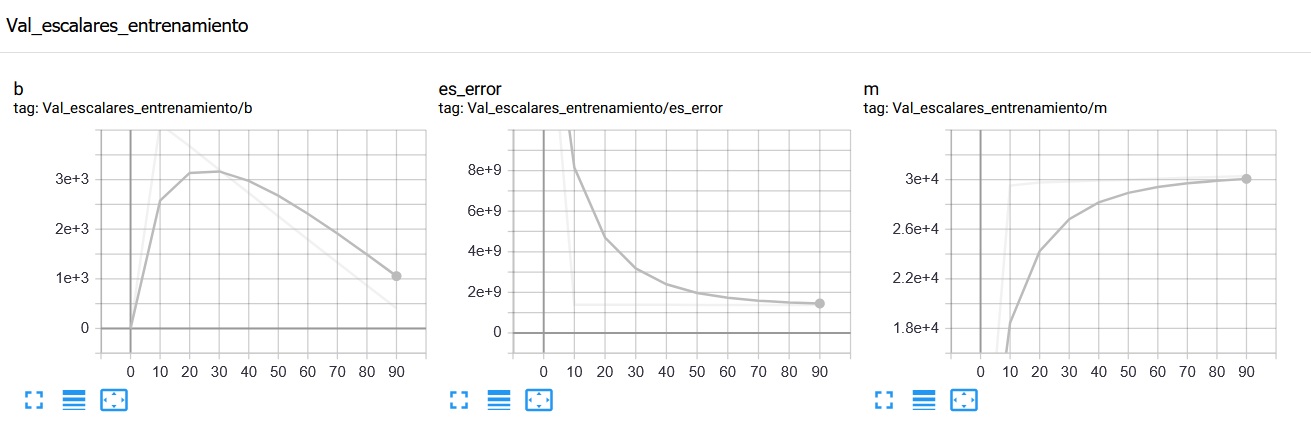 Val_escalares_entrenamiento
b
tag: Val_escalares_entrenamiento/b
3e+3
2e+3
1e+3
0
0 10 20 30 40 50 60 70 80 90
es_error
tag: Val_escalares_entrenamiento/es_error
8e+9
6e+9
4e+9
2e+9
0
0 10 20 30 40 50 60 70 80 90
m
tag: Val_escalares_entrenamiento/m
3e+4
2.6e+4
2.2e+4
1.8e+4
0 10 20 30 40 50 60 70 80 90